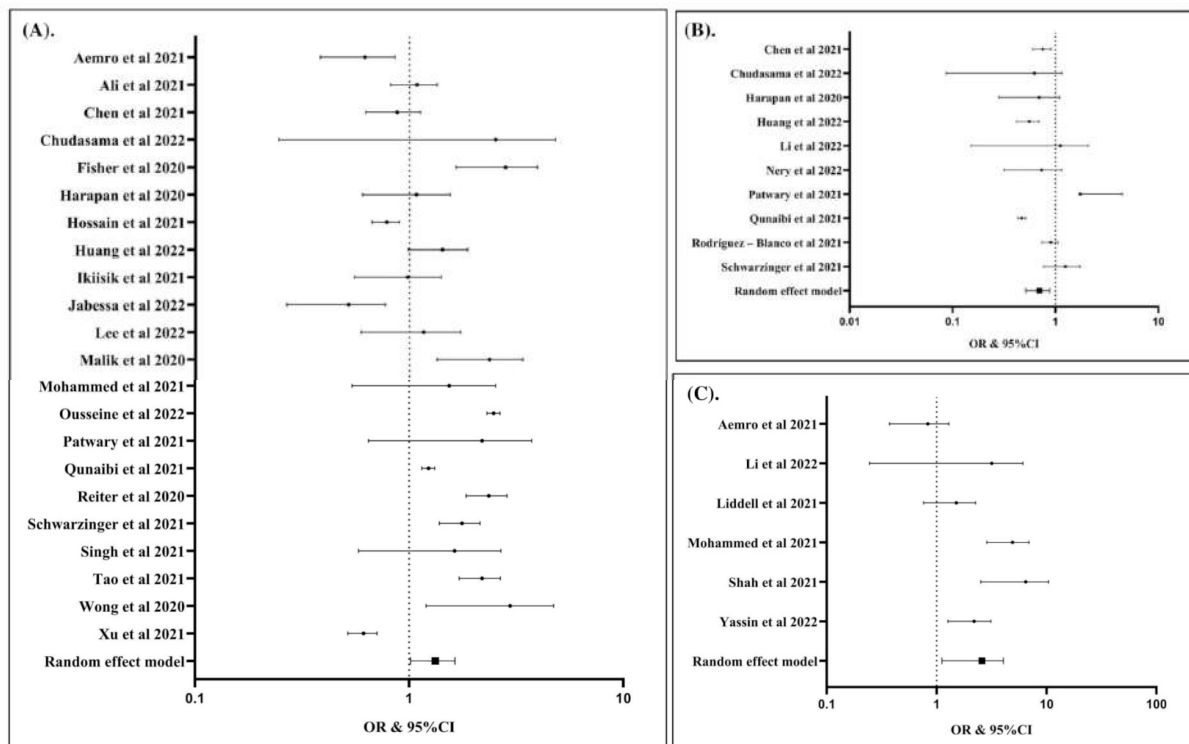 (A).
Aemro et al 2021
Ali et al 2021
Chen et al 2021
Chudasama et al 2022
Fisher et al 2020
Harapan et al 2020
Hossain et al 2021
Huang et al 2022
Ikiisik et al 2021
Jabessa et al 2022
Lee et al 2022
Malik et al 2020
Mohammed et al 2021
Ousseine et al 2022
Patwary et al 2021
Qunaibi et al 2021
Reiter et al 2020
Schwarzinger et al 2021
Singh et al 2021
Tao et al 2021
Wong et al 2020
Xu et al 2021
Random effect model
0.1 1 10
OR & 95%CI
(B).
Chen et al 2021
Chudasama et al 2022
Harapan et al 2020
Huang et al 2022
Li et al 2022
Nery et al 2022
Patwary et al 2021
Qunaibi et al 2021
Rodríguez – Blanco et al 2021
Schwarzinger et al 2021
Random effect model
0.01 0.1 1 10
OR & 95%CI
(C).
Aemro et al 2021
Li et al 2022
Liddell et al 2021
Mohammed et al 2021
Shah et al 2021
Yassin et al 2022
Random effect model
0.1 1 10 100
OR & 95%CI